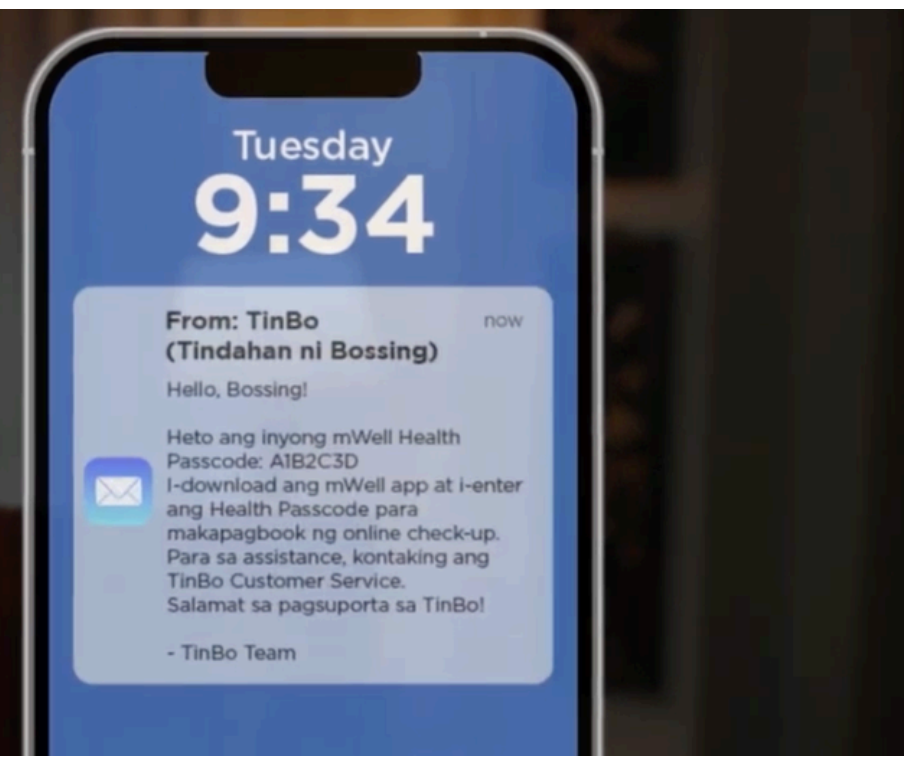 Tuesday
9:34
From: TinBo
now
(Tindahan ni Bossing)
Hello, Bossing!
Heto ang inyong mWell Health
Passcode: A1B2C3D
I-download ang mWell app at i-enter
ang Health Passcode para
makapagbook ng online check-up.
Para sa assistance, kontaking ang
TinBo Customer Service.
Salamat sa pagsuporta sa TinBo!
- TinBo Team